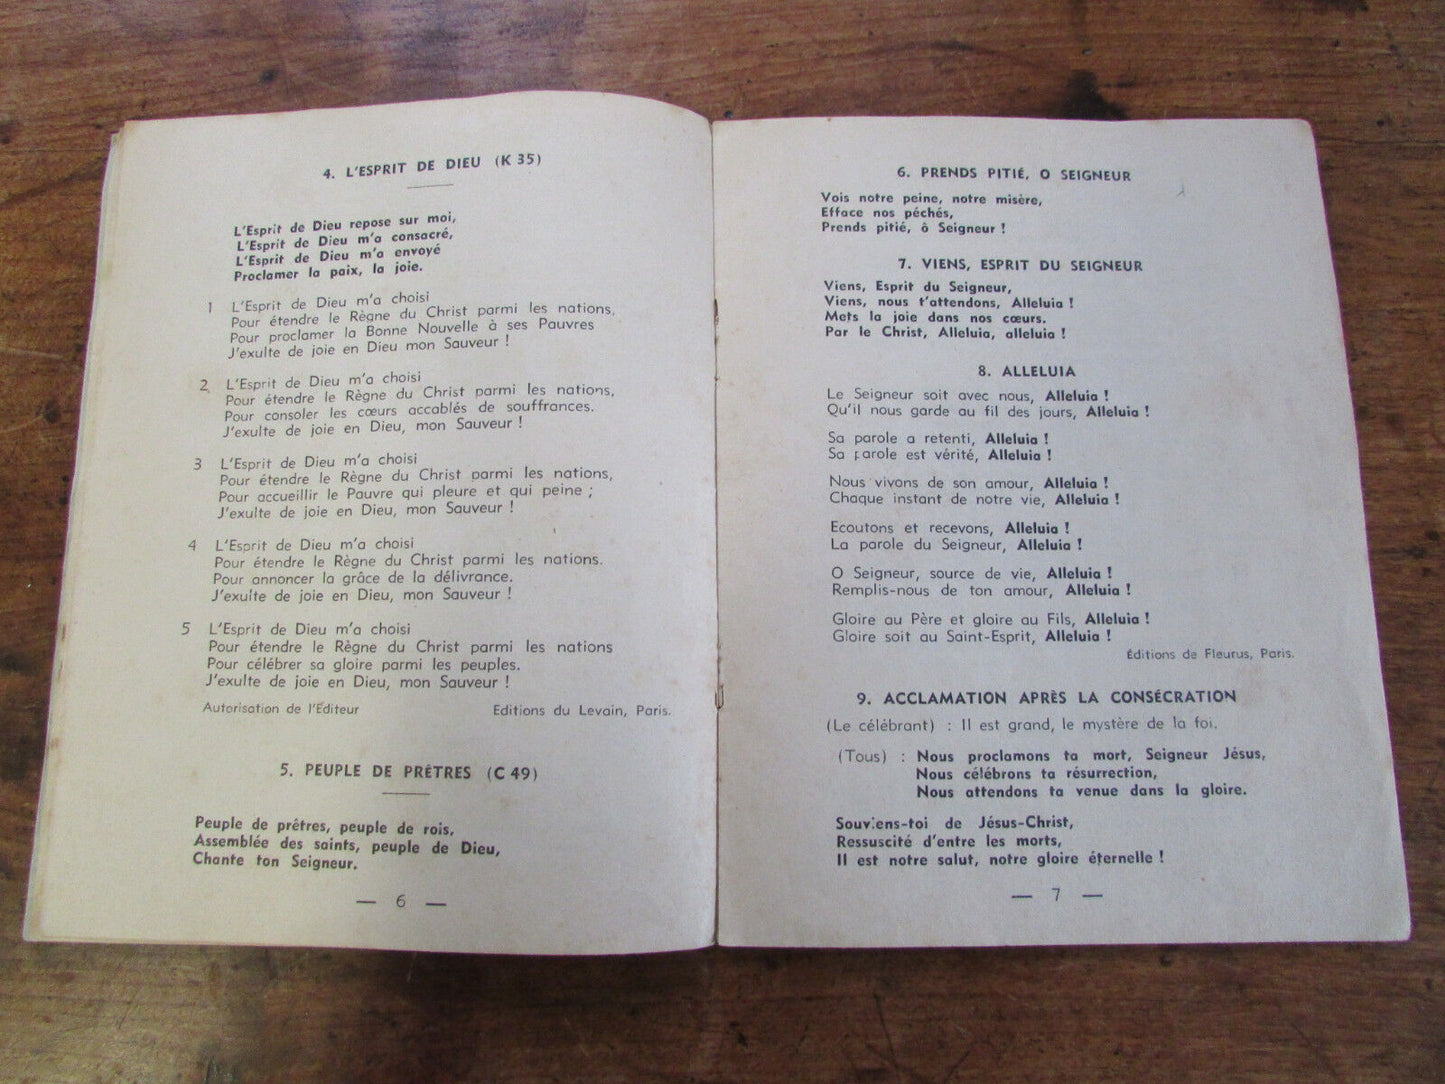 4. L'ESPRIT DE DIEU (K 35)
L'Esprit de Dieu repose sur moi,
L'Esprit de Dieu m'a consacré,
L'Esprit de Dieu m'a envoyé
Proclamer la paix, la joie.
1 L'Esprit de Dieu m'a choisi
Pour étendre le Règne du Christ parmi les nations,
Pour proclamer la Bonne Nouvelle à ses Pauvres
J'exulte de joie en Dieu mon Sauveur !
2 L'Esprit de Dieu m'a choisi
Pour étendre le Règne du Christ parmi les nations,
Pour consoler les cœurs accablés de souffrances.
J'exulte de joie en Dieu, mon Sauveur !
3 L'Esprit de Dieu m'a choisi
Pour étendre le Règne du Christ parmi les nations,
Pour accueillir le Pauvre qui pleure et qui peine ;
J'exulte de joie en Dieu, mon Sauveur !
4 L'Esprit de Dieu m'a choisi
Pour étendre le Règne du Christ parmi les nations.
Pour annoncer la grâce de la délivrance.
J'exulte de joie en Dieu, mon Sauveur !
5 L'Esprit de Dieu m'a choisi
Pour étendre le Règne du Christ parmi les nations
Pour célébrer sa gloire parmi les peuples.
J'exulte de joie en Dieu, mon Sauveur !
Autorisation de l'Éditeur Editions du Levain, Paris.
5. PEUPLE DE PRÊTRES (C 49)
Peuple de prêtres, peuple de rois,
Assemblée des saints, peuple de Dieu,
Chante ton Seigneur.
— 6 —
6. PRENDS PITIÉ, O SEIGNEUR
Vois notre peine, notre misère,
Efface nos péchés,
Prends pitié, ô Seigneur !
7. VIENS, ESPRIT DU SEIGNEUR
Viens, Esprit du Seigneur,
Viens, nous t'attendons, Alleluia !
Mets la joie dans nos cœurs.
Par le Christ, Alleluia, alleluia !
8. ALLELUIA
Le Seigneur soit avec nous, Alleluia !
Qu'il nous garde au fil des jours, Alleluia !
Sa parole a retenti, Alleluia !
Sa parole est vérité, Alleluia !
Nous vivons de son amour, Alleluia !
Chaque instant de notre vie, Alleluia !
Ecoutons et recevons, Alleluia !
La parole du Seigneur, Alleluia !
O Seigneur, source de vie, Alleluia !
Remplis-nous de ton amour, Alleluia !
Gloire au Père et gloire au Fils, Alleluia !
Gloire soit au Saint-Esprit, Alleluia !
Éditions de Fleurus, Paris.
9. ACCLAMATION APRÈS LA CONSÉCRATION
(Le célébrant) : Il est grand, le mystère de la foi.
(Tous) : Nous proclamons ta mort, Seigneur Jésus,
Nous célébrons ta résurrection,
Nous attendons ta venue dans la gloire.
Souviens-toi de Jésus-Christ,
Ressuscité d'entre les morts,
Il est notre salut, notre gloire éternelle !
— 7 —